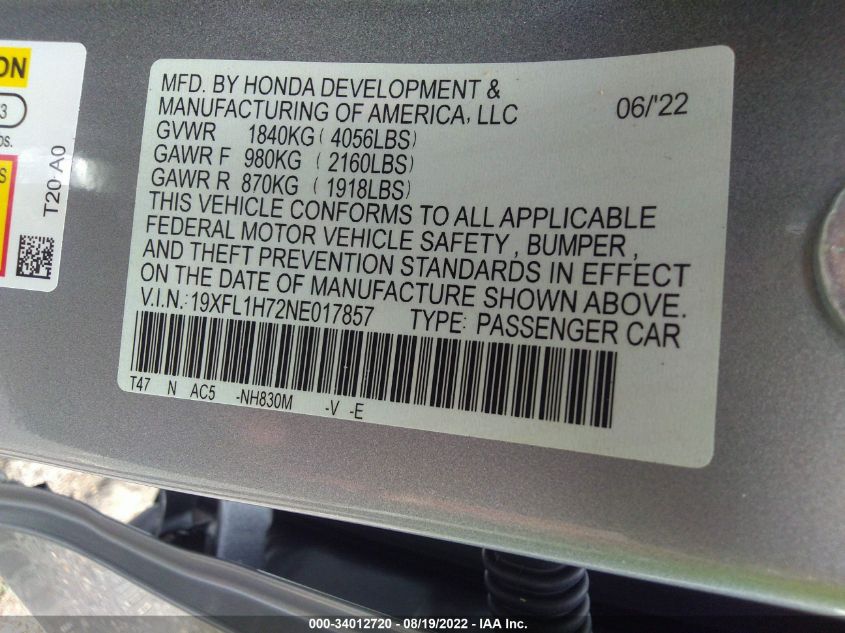 ON
3
DS.
S
T20 A0
MFD. BY HONDA DEVELOPMENT &
MANUFACTURING OF AMERICA, LLC 06/'22
GVWR 1840KG (4056LBS)
GAWR F 980KG (2160LBS)
GAWR R 870KG (1918LBS)
THIS VEHICLE CONFORMS TO ALL APPLICABLE
FEDERAL MOTOR VEHICLE SAFETY, BUMPER,
AND THEFT PREVENTION STANDARDS IN EFFECT
ON THE DATE OF MANUFACTURE SHOWN ABOVE.
V.I.N.: 19XFL1H72NE017857 TYPE: PASSENGER CAR
T47 N AC5 -NH830M -V -E
000-34012720 - 08/19/2022 - IAA Inc.